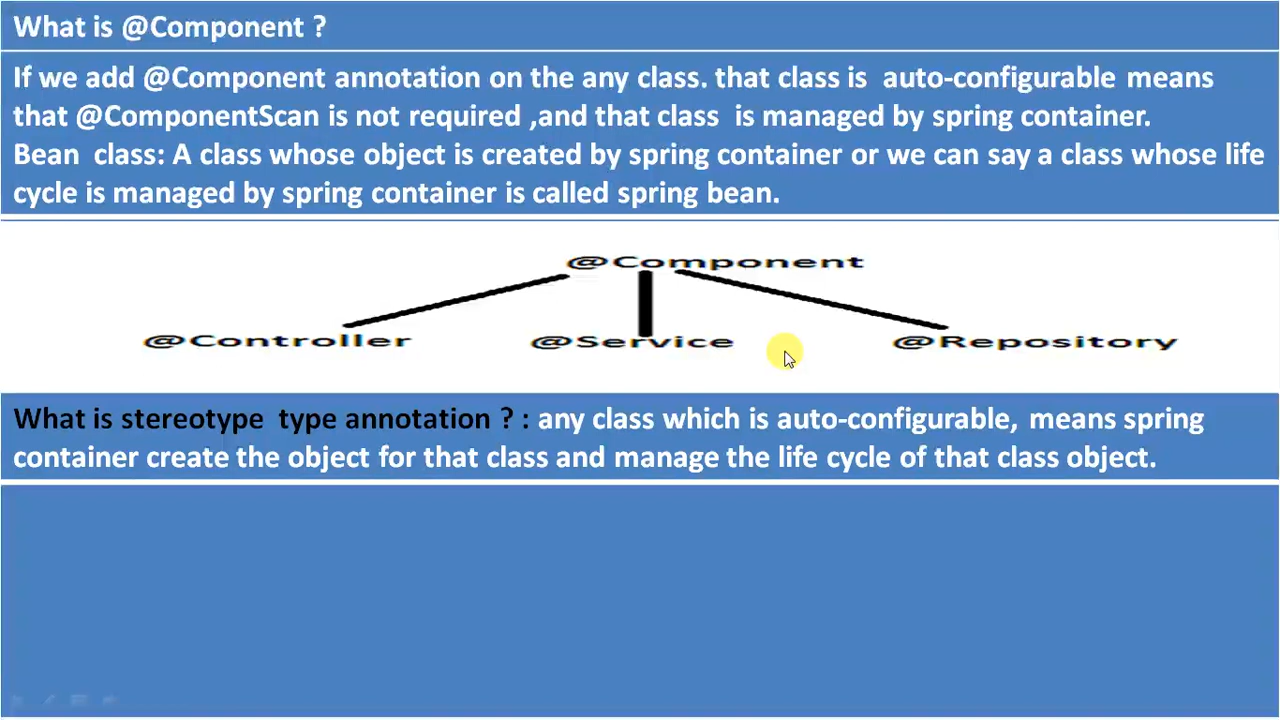 What is @Component ?
If we add @Component annotation on the any class. that class is auto-configurable means
that @ComponentScan is not required ,and that class is managed by spring container.
Bean class: A class whose object is created by spring container or we can say a class whose life
cycle is managed by spring container is called spring bean.
@Component
@Controller @Service @Repository
What is stereotype type annotation ? : any class which is auto-configurable, means spring
container create the object for that class and manage the life cycle of that class object.